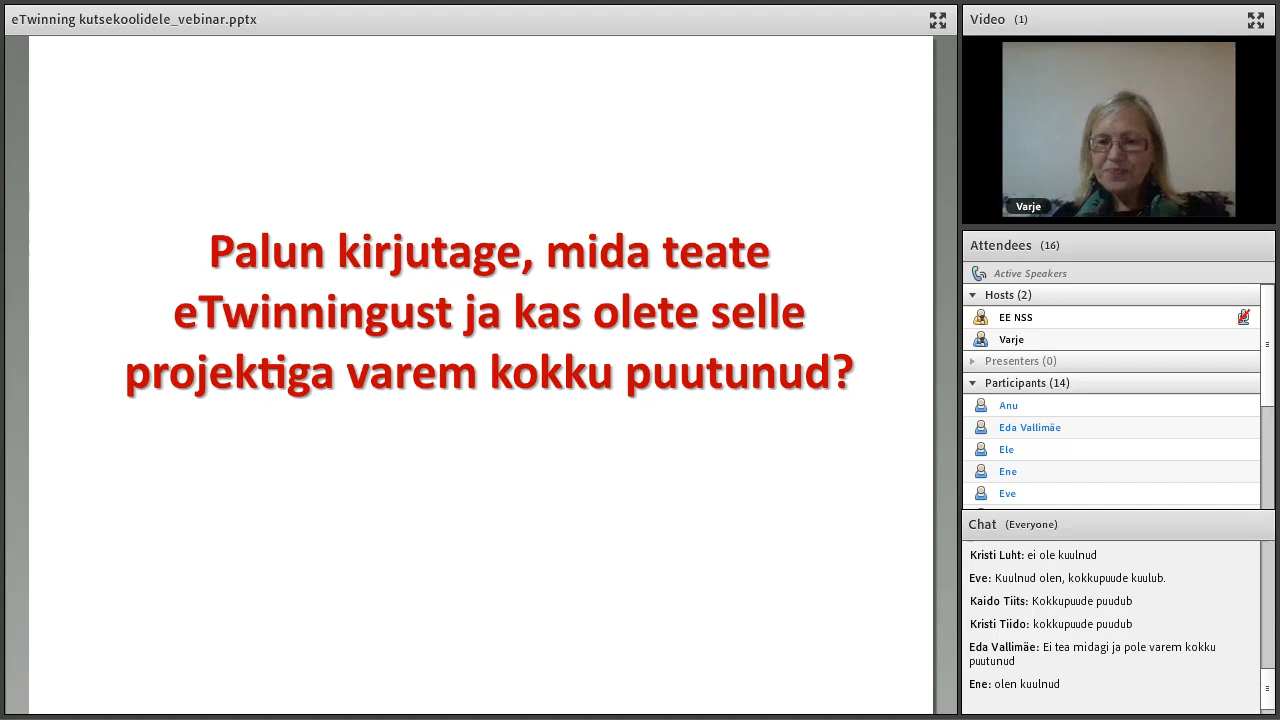 eTwinning kutsekoolidele_vebinar.pptx
Palun kirjutage, mida teate
eTwinningust ja kas olete selle
projektiga varem kokku puutunud?
Video (1)
Varje
Attendees (16)
Active Speakers
Hosts (2)
EE NSS
Varje
Presenters (0)
Participants (14)
Anu
Eda Vallimäe
Ele
Ene
Eve
Chat (Everyone)
Kristi Luht: ei ole kuulnud
Eve: Kuulnud olen, kokkupuude kuulub.
Kaido Tiits: Kokkupuude puudub
Kristi Tiido: kokkupuude puudub
Eda Vallimäe: Ei tea midagi ja pole varem kokku
puutunud
Ene: olen kuulnud